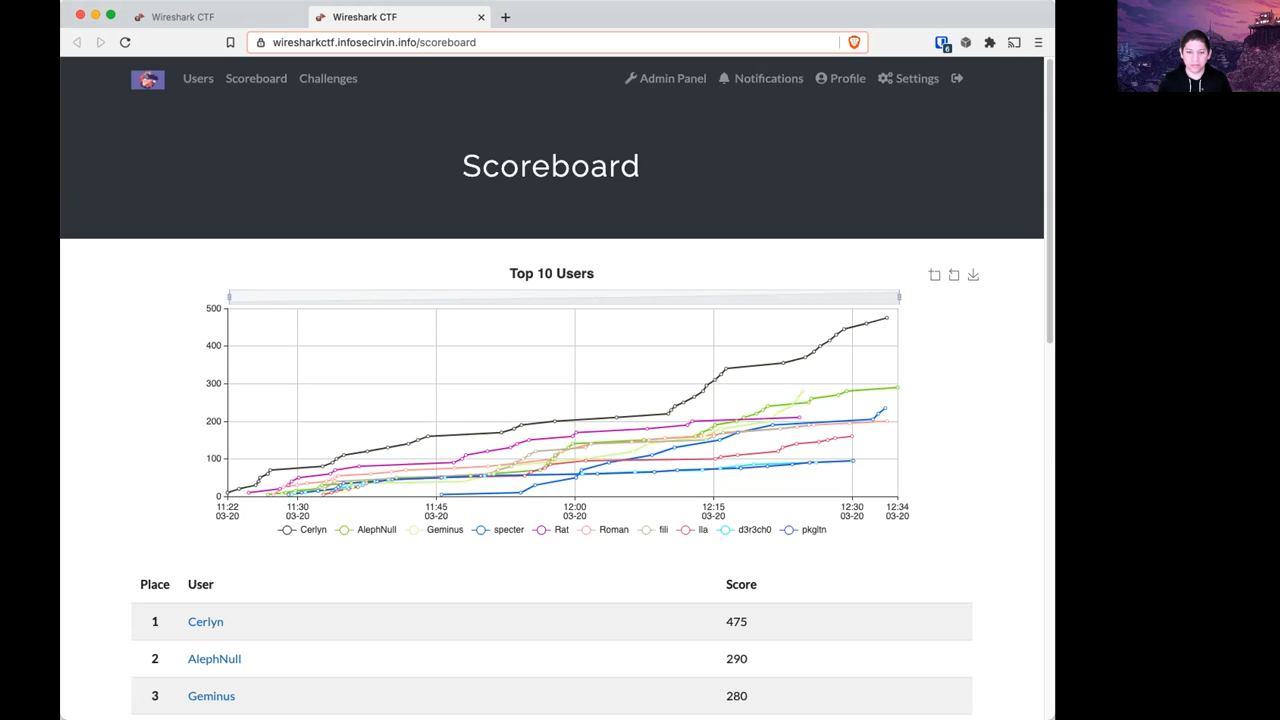 Wireshark CTF
Wireshark CTF
wiresharkctf.infosecirvin.info/scoreboard
6
Users Scoreboard Challenges Admin Panel Notifications Profile Settings
Scoreboard
Top 10 Users
500
400
300
200
100
0
11:22 11:30 11:45 12:00 12:15 12:30 12:34
03-20 03-20 03-20 03-20 03-20 03-20 03-20
Cerlyn AlephNull Geminus specter Rat Roman fili lla d3r3ch0 pkgltn
Place User Score
1 Cerlyn 475
2 AlephNull 290
3 Geminus 280